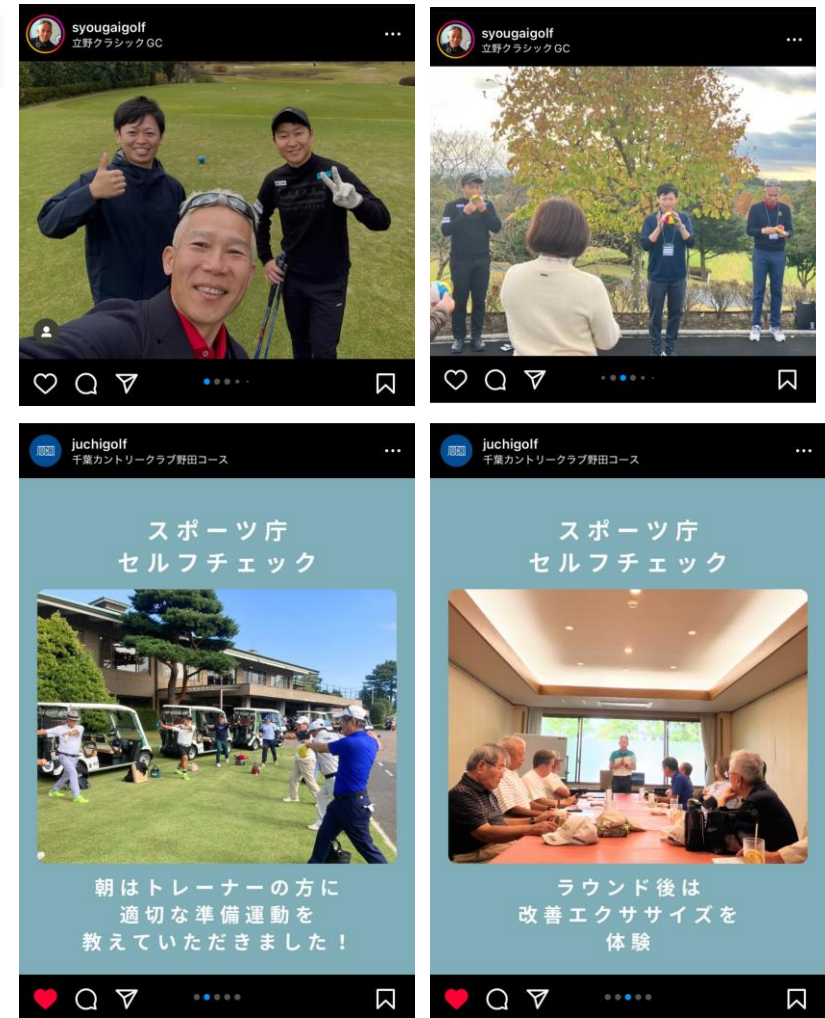 syougaigolf
立野クラシックGC
syougaigolf
立野クラシックGC
JUCHI
juchigolf
千葉カントリークラブ野田コース
スポーツ庁
セルフチェック
朝はトレーナーの方に
適切な準備運動を
教えていただきました！
JUCHI
juchigolf
千葉カントリークラブ野田コース
スポーツ庁
セルフチェック
ラウンド後は
改善エクササイズを
体験